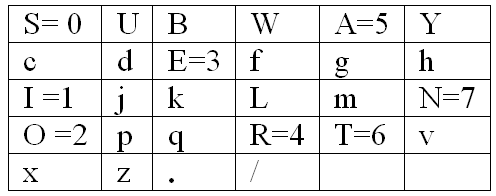 S= 0 U B W A=5 Y
c d E=3 f g h
I =1 j k L m N=7
O =2 p q R=4 T=6 v
x z . /